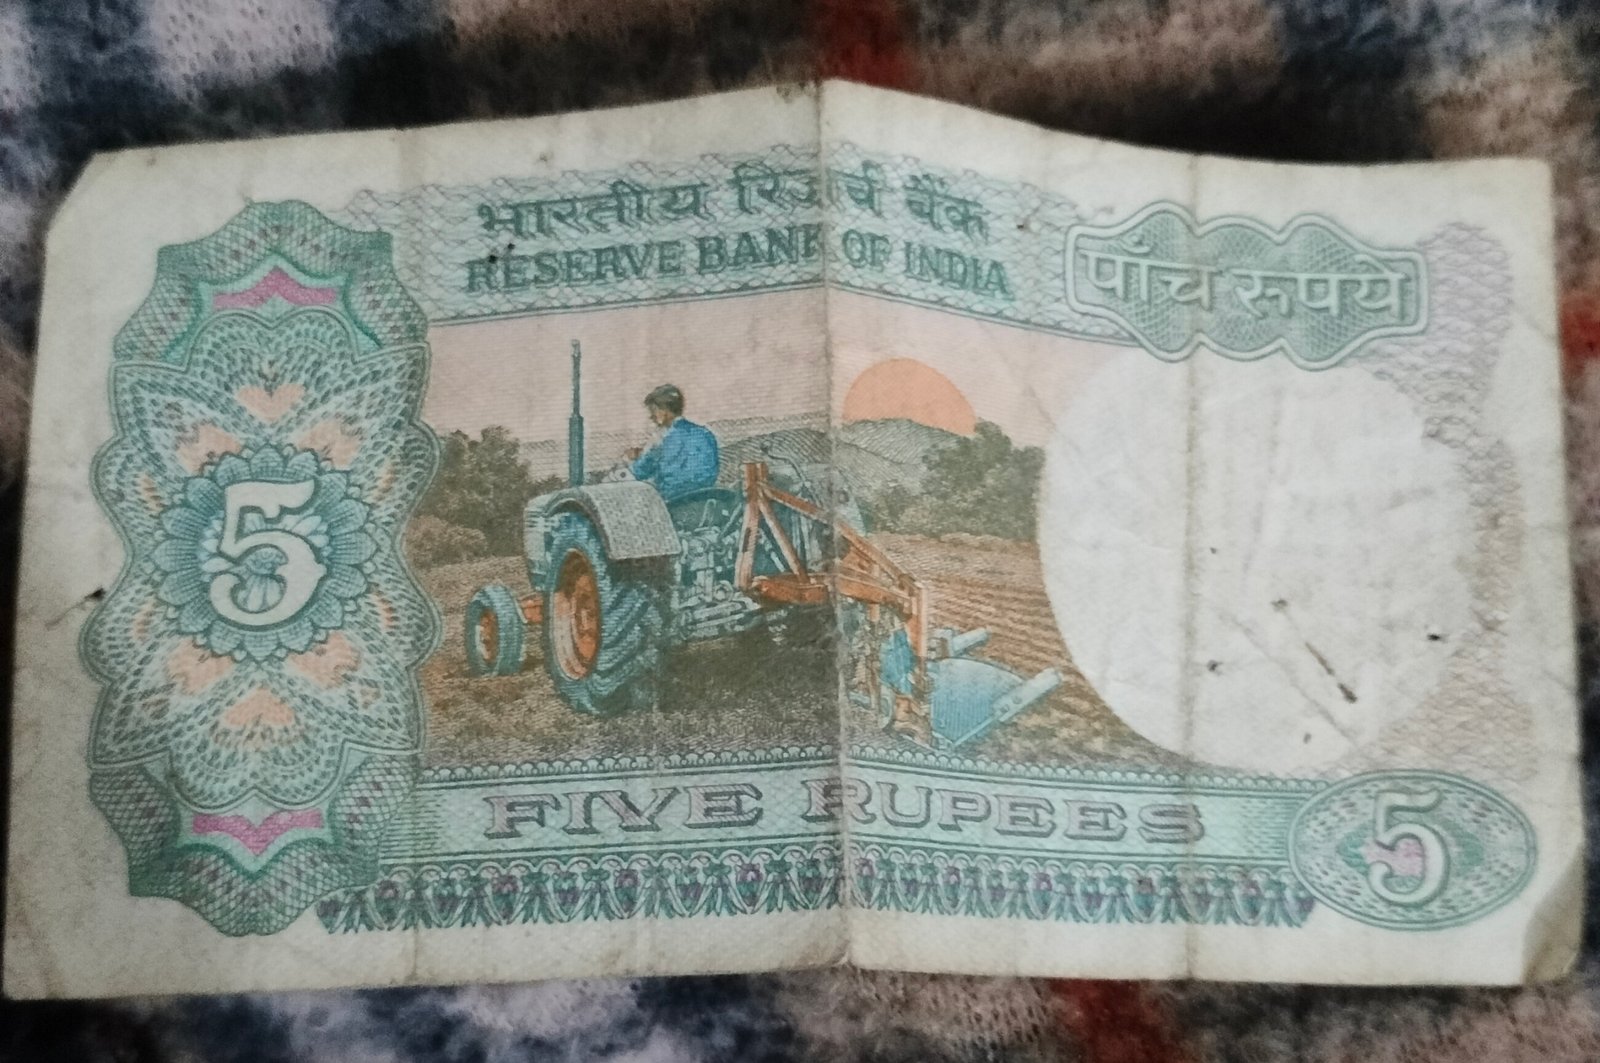 भारतीय रिज़र्व बैंक
RESERVE BANK OF INDIA
पाँच रुपये
5
FIVE RUPEES
5